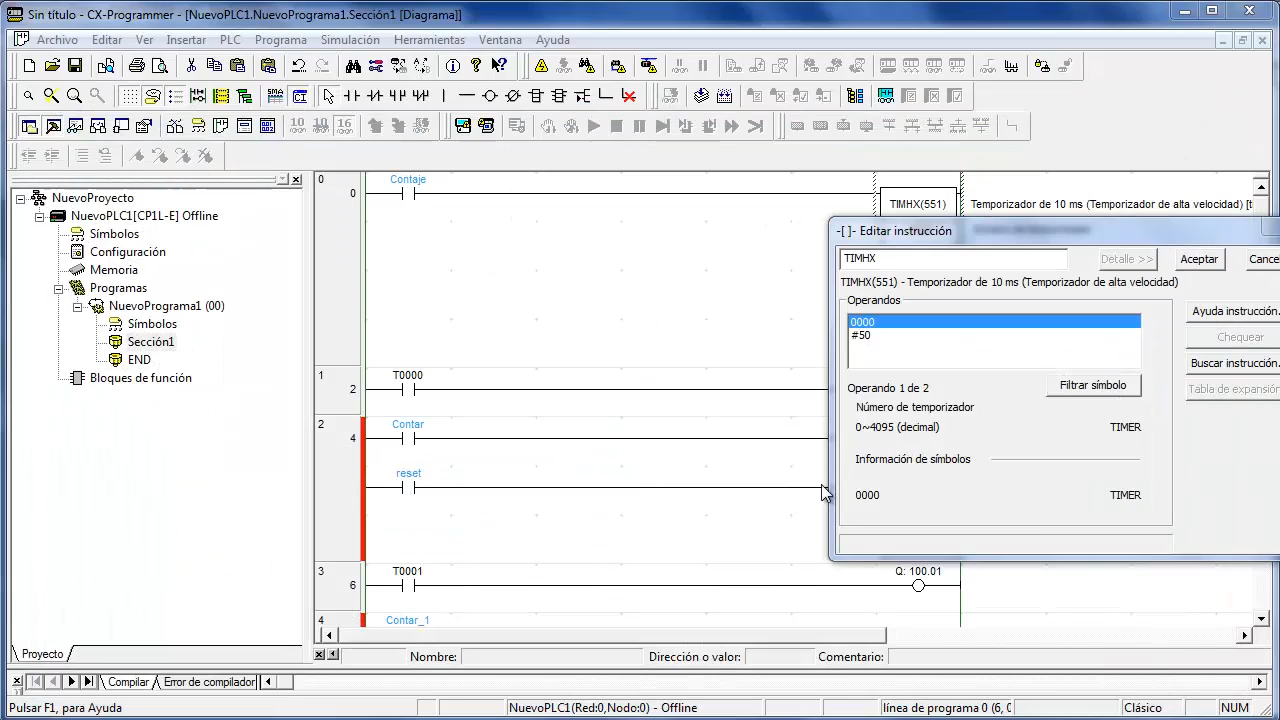 Sin título - CX-Programmer - [NuevoPLC1.NuevoPrograma1.Sección1 [Diagrama]]
Archivo Editar Ver Insertar PLC Programa Simulación Herramientas Ventana Ayuda
SMA
10 10 16
NuevoProyecto
NuevoPLC1[CP1L-E] Offline
Símbolos
Configuración
Memoria
Programas
NuevoPrograma1 (00)
Símbolos
Sección1
END
Bloques de función
Proyecto
0
0
Contaje
TIMHX(551)
Temporizador de 10 ms (Temporizador de alta velocidad) [t
1
2
T0000
2
4
Contar
reset
3
6
T0001
Q: 100.01
4
Contar_1
-[ ]- Editar instrucción
TIMHX
Detalle >>
Aceptar
Cance
TIMHX(551) - Temporizador de 10 ms (Temporizador de alta velocidad)
Operandos
0000
#50
Ayuda instrucción.
Chequear
Buscar instrucción.
Tabla de expansión
Operando 1 de 2
Filtrar símbolo
Número de temporizador
0~4095 (decimal) TIMER
Información de símbolos
0000 TIMER
Nombre: Dirección o valor: Comentario:
Compilar Error de compilador
Pulsar F1, para Ayuda
NuevoPLC1(Red:0,Nodo:0) - Offline
línea de programa 0 (6, 0
Clásico
NUM